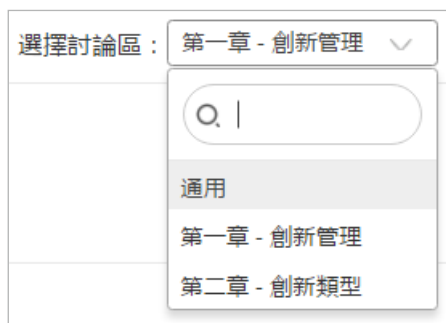 選擇討論區：第一章 - 創新管理
通用
第一章 - 創新管理
第二章 - 創新類型